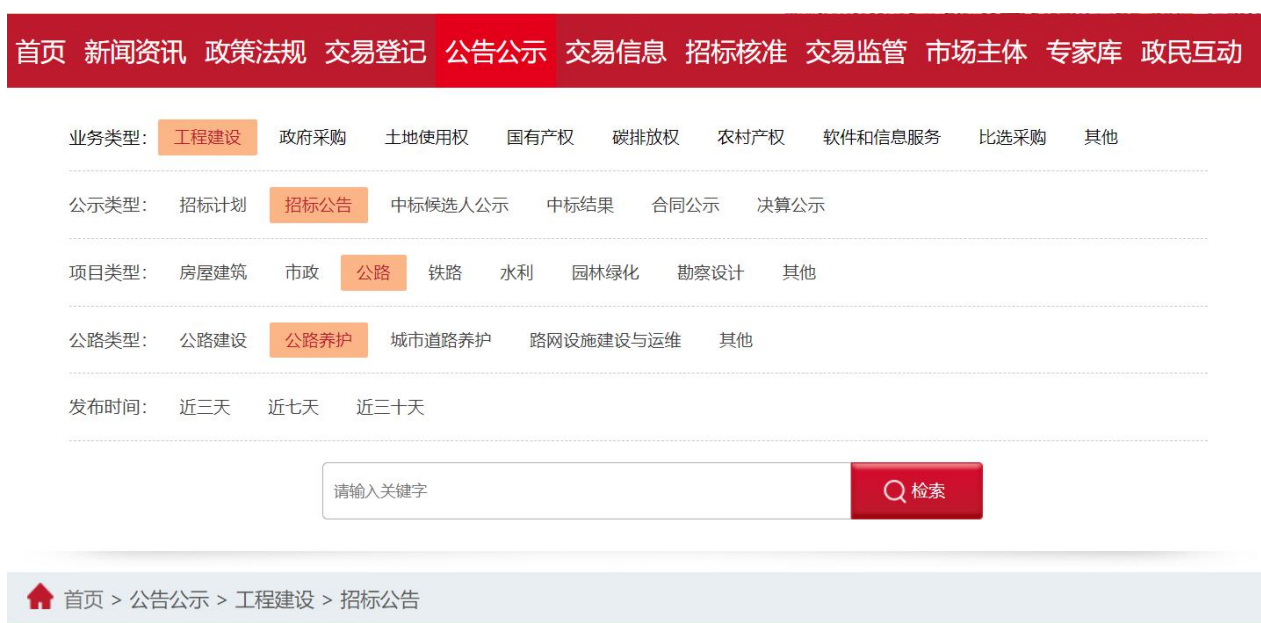 首页 新闻资讯 政策法规 交易登记 公告公示 交易信息 招标核准 交易监管 市场主体 专家库 政民互动
业务类型: 工程建设 政府采购 土地使用权 国有产权 碳排放权 农村产权 软件和信息服务 比选采购 其他
公示类型: 招标计划 招标公告 中标候选人公示 中标结果 合同公示 决算公示
项目类型: 房屋建筑 市政 公路 铁路 水利 园林绿化 勘察设计 其他
公路类型: 公路建设 公路养护 城市道路养护 路网设施建设与运维 其他
发布时间: 近三天 近七天 近三十天
请输入关键字 检索
首页 > 公告公示 > 工程建设 > 招标公告